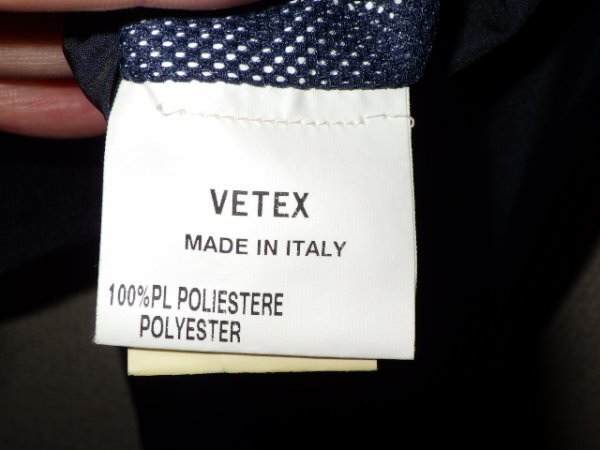 VETEX
MADE IN ITALY
100%PL POLIESTERE
POLYESTER